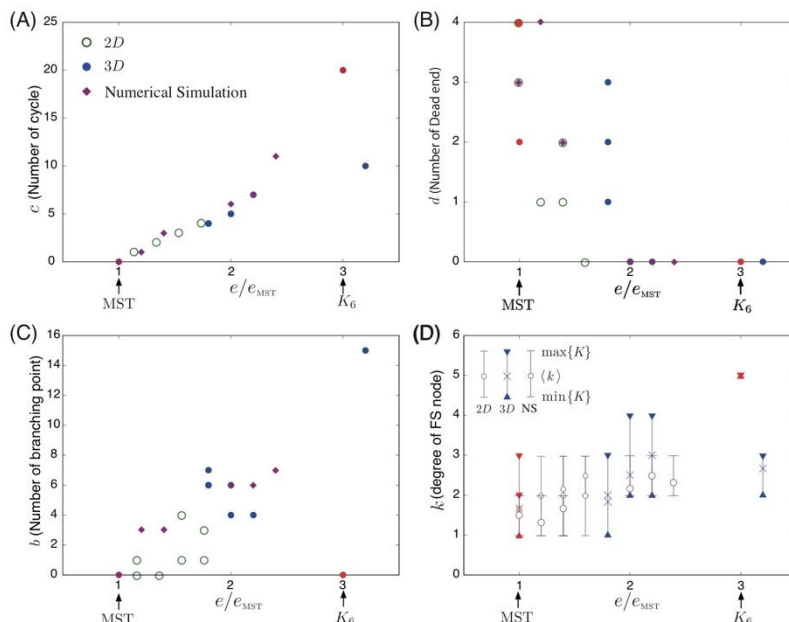 (A)
25
20
15
10
5
0
c (Number of cycle)
2D
3D
Numerical Simulation
1
2
3
MST
e/e_MST
K_6
(B)
4
3
2
1
0
d (Number of Dead end)
1
2
3
MST
e/e_MST
K_6
(C)
16
14
12
10
8
6
4
2
0
b (Number of branching point)
1
2
3
MST
e/e_MST
K_6
(D)
6
5
4
3
2
1
0
k (degree of FS node)
max{K}
⟨k⟩
min{K}
2D 3D NS
1
2
3
MST
e/e_MST
K_6